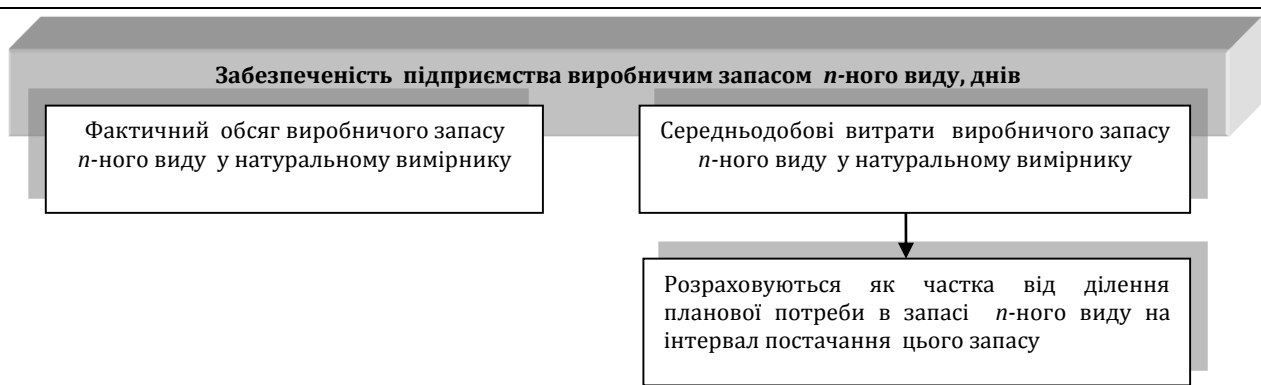 Забезпеченість підприємства виробничим запасом n-ного виду, днів
Фактичний обсяг виробничого запасу
n-ного виду у натуральному вимірнику
Середньодобові витрати виробничого запасу
n-ного виду у натуральному вимірнику
Розраховуються як частка від ділення
планової потреби в запасі n-ного виду на
інтервал постачання цього запасу